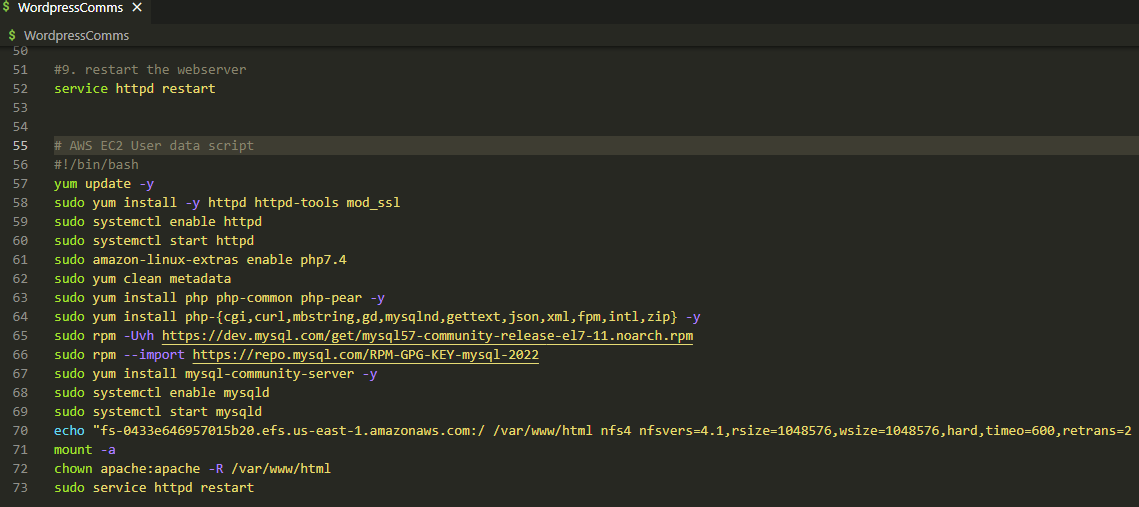 $ WordpressComms ×
$ WordpressComms
50
51 #9. restart the webserver
52 service httpd restart
53
54
55 # AWS EC2 User data script
56 #!/bin/bash
57 yum update -y
58 sudo yum install -y httpd httpd-tools mod_ssl
59 sudo systemctl enable httpd
60 sudo systemctl start httpd
61 sudo amazon-linux-extras enable php7.4
62 sudo yum clean metadata
63 sudo yum install php php-common php-pear -y
64 sudo yum install php-{cgi,curl,mbstring,gd,mysqlnd,gettext,json,xml,fpm,intl,zip} -y
65 sudo rpm -Uvh https://dev.mysql.com/get/mysql57-community-release-el7-11.noarch.rpm
66 sudo rpm --import https://repo.mysql.com/RPM-GPG-KEY-mysql-2022
67 sudo yum install mysql-community-server -y
68 sudo systemctl enable mysqld
69 sudo systemctl start mysqld
70 echo "fs-0433e646957015b20.efs.us-east-1.amazonaws.com:/ /var/www/html nfs4 nfsvers=4.1,rsize=1048576,wsize=1048576,hard,timeo=600,retrans=2
71 mount -a
72 chown apache:apache -R /var/www/html
73 sudo service httpd restart